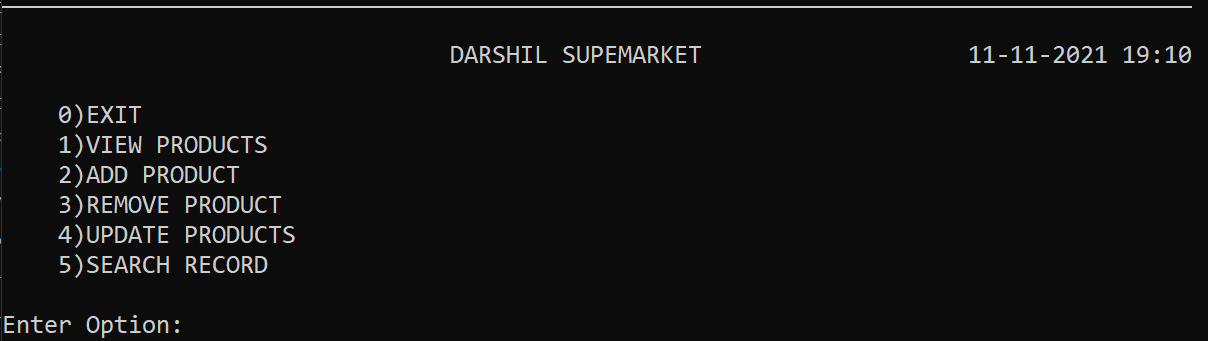 DARSHIL SUPEMARKET 11-11-2021 19:10
0)EXIT
1)VIEW PRODUCTS
2)ADD PRODUCT
3)REMOVE PRODUCT
4)UPDATE PRODUCTS
5)SEARCH RECORD
Enter Option: